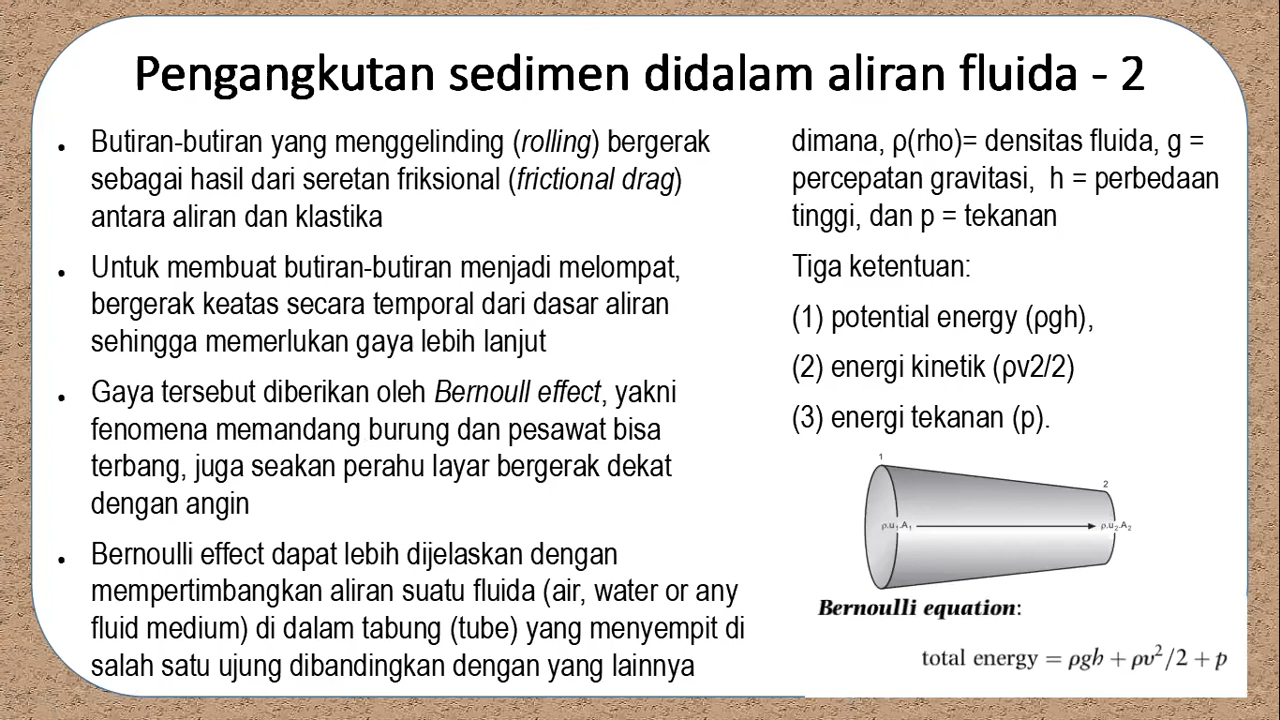 Pengangkutan sedimen didalam aliran fluida - 2
• Butiran-butiran yang menggelinding (rolling) bergerak
sebagai hasil dari seretan friksional (frictional drag)
antara aliran dan klastika
• Untuk membuat butiran-butiran menjadi melompat,
bergerak keatas secara temporal dari dasar aliran
sehingga memerlukan gaya lebih lanjut
• Gaya tersebut diberikan oleh Bernoull effect, yakni
fenomena memandang burung dan pesawat bisa
terbang, juga seakan perahu layar bergerak dekat
dengan angin
• Bernoulli effect dapat lebih dijelaskan dengan
mempertimbangkan aliran suatu fluida (air, water or any
fluid medium) di dalam tabung (tube) yang menyempit di
salah satu ujung dibandingkan dengan yang lainnya
dimana, ρ(rho)= densitas fluida, g =
percepatan gravitasi, h = perbedaan
tinggi, dan p = tekanan
Tiga ketentuan:
(1) potential energy (ρgh),
(2) energi kinetik (ρv2/2)
(3) energi tekanan (p).
1
2
ρ.u₁.A₁
ρ.u₂.A₂
Bernoulli equation:
total energy = ρgh + ρv²/2 + p